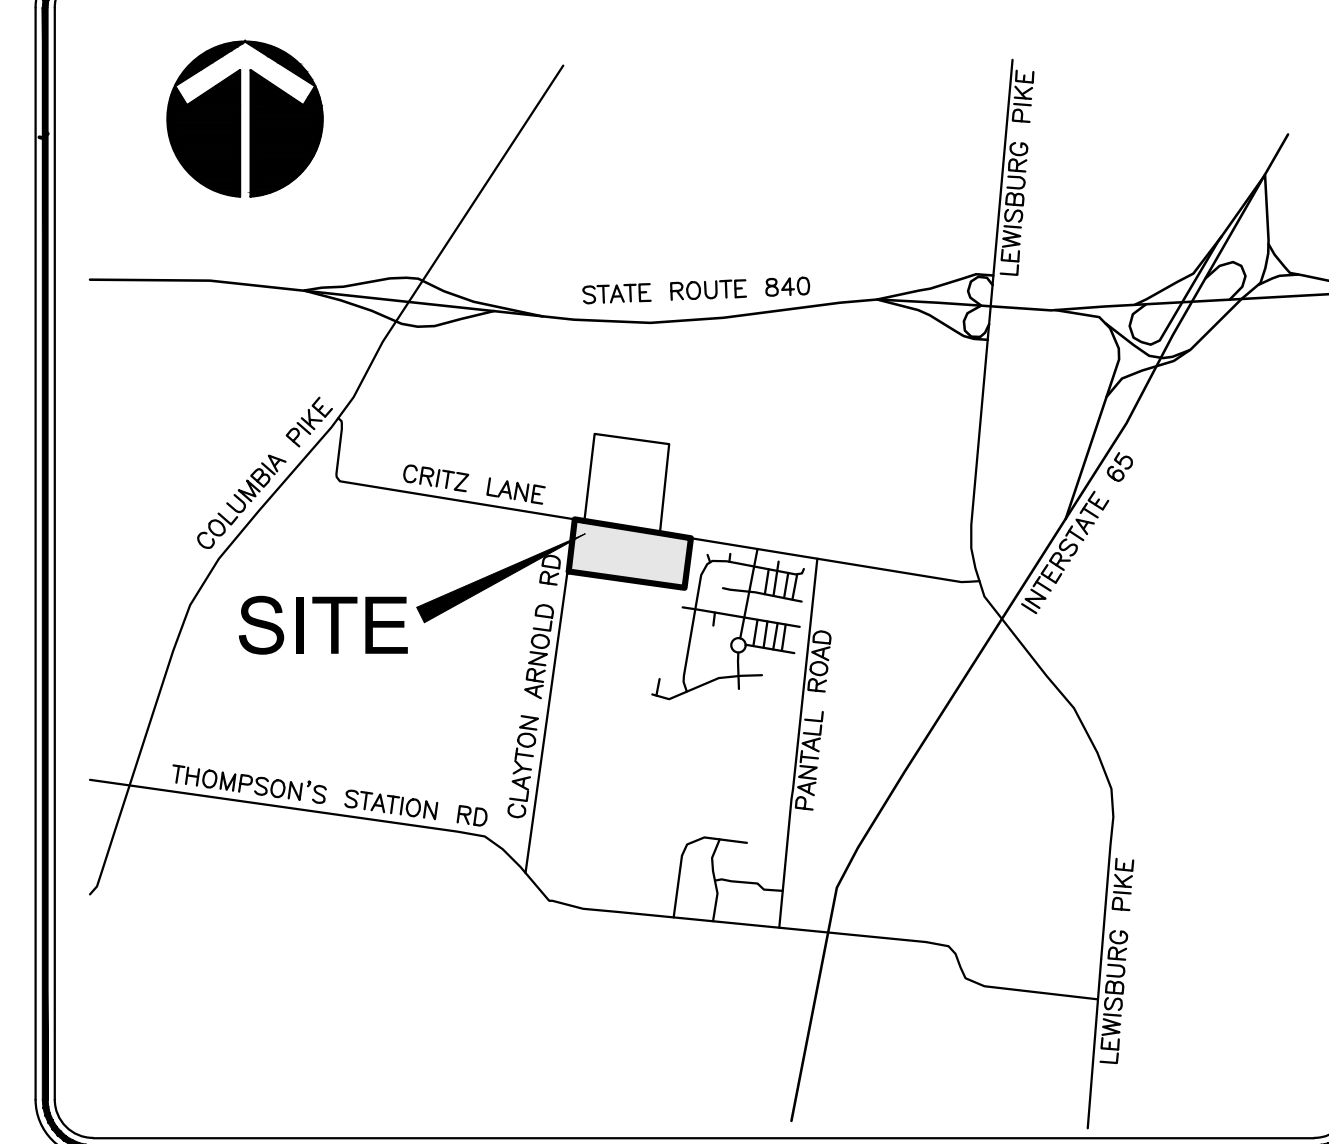 LEWISBURG PIKE
STATE ROUTE 840
COLUMBIA PIKE
CRITZ LANE
INTERSTATE 65
SITE
CLAYTON ARNOLD RD
PANTALL ROAD
THOMPSON'S STATION RD
LEWISBURG PIKE